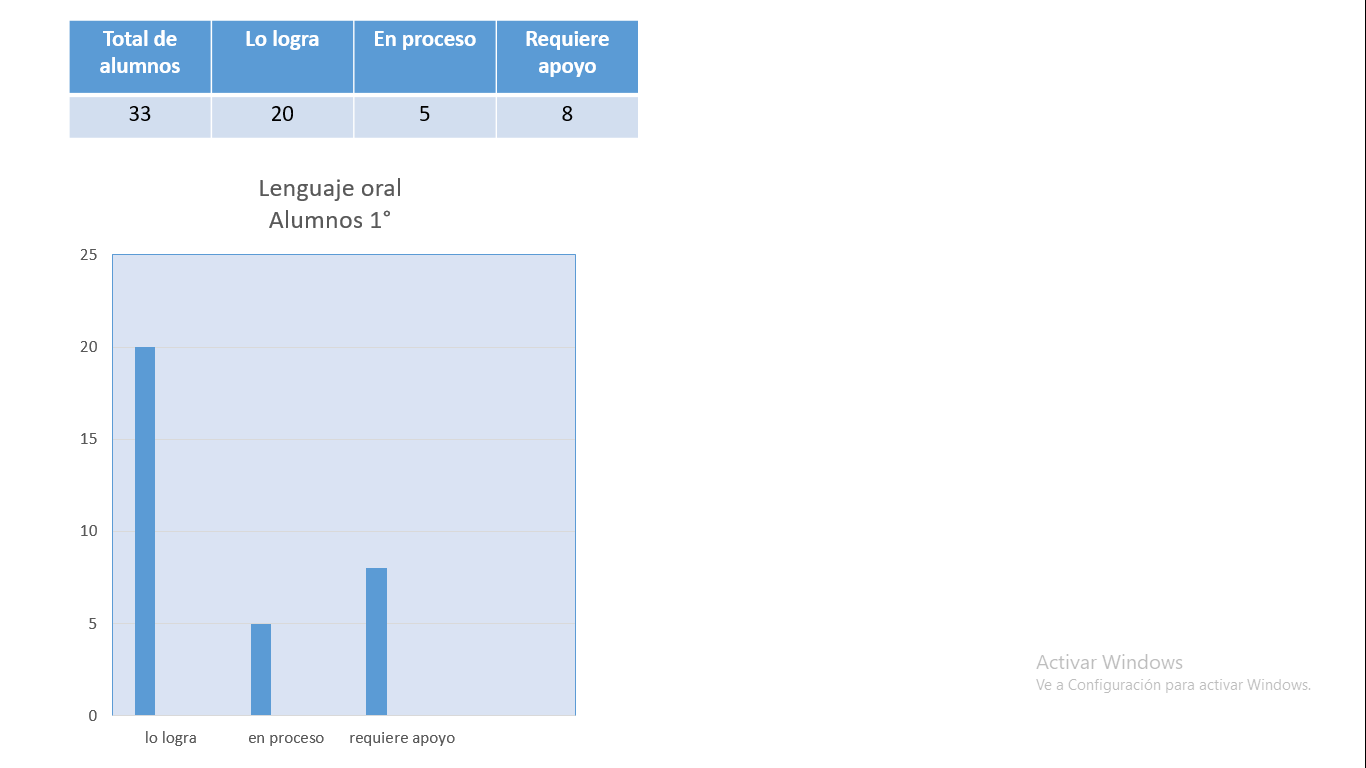 Total de alumnos Lo logra En proceso Requiere apoyo
33 20 5 8
Lenguaje oral
Alumnos 1°
25
20
15
10
5
0
lo logra en proceso requiere apoyo
Activar Windows
Ve a Configuración para activar Windows.